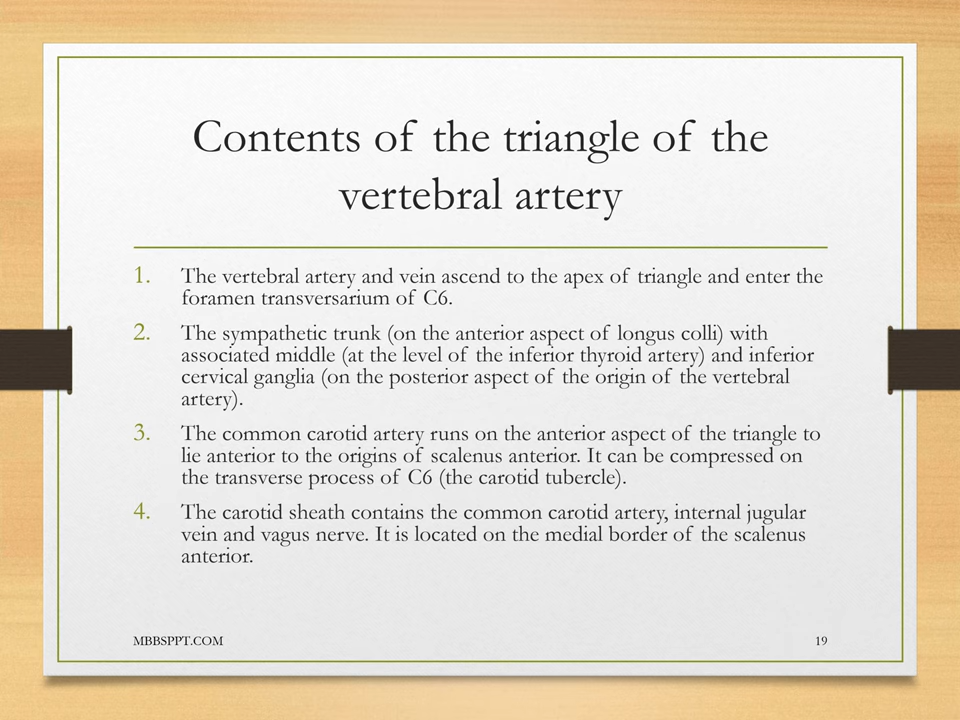 Contents of the triangle of the
vertebral artery
1. The vertebral artery and vein ascend to the apex of triangle and enter the
foramen transversarium of C6.
2. The sympathetic trunk (on the anterior aspect of longus colli) with
associated middle (at the level of the inferior thyroid artery) and inferior
cervical ganglia (on the posterior aspect of the origin of the vertebral
artery).
3. The common carotid artery runs on the anterior aspect of the triangle to
lie anterior to the origins of scalenus anterior. It can be compressed on
the transverse process of C6 (the carotid tubercle).
4. The carotid sheath contains the common carotid artery, internal jugular
vein and vagus nerve. It is located on the medial border of the scalenus
anterior.
MBBSPPT.COM
19